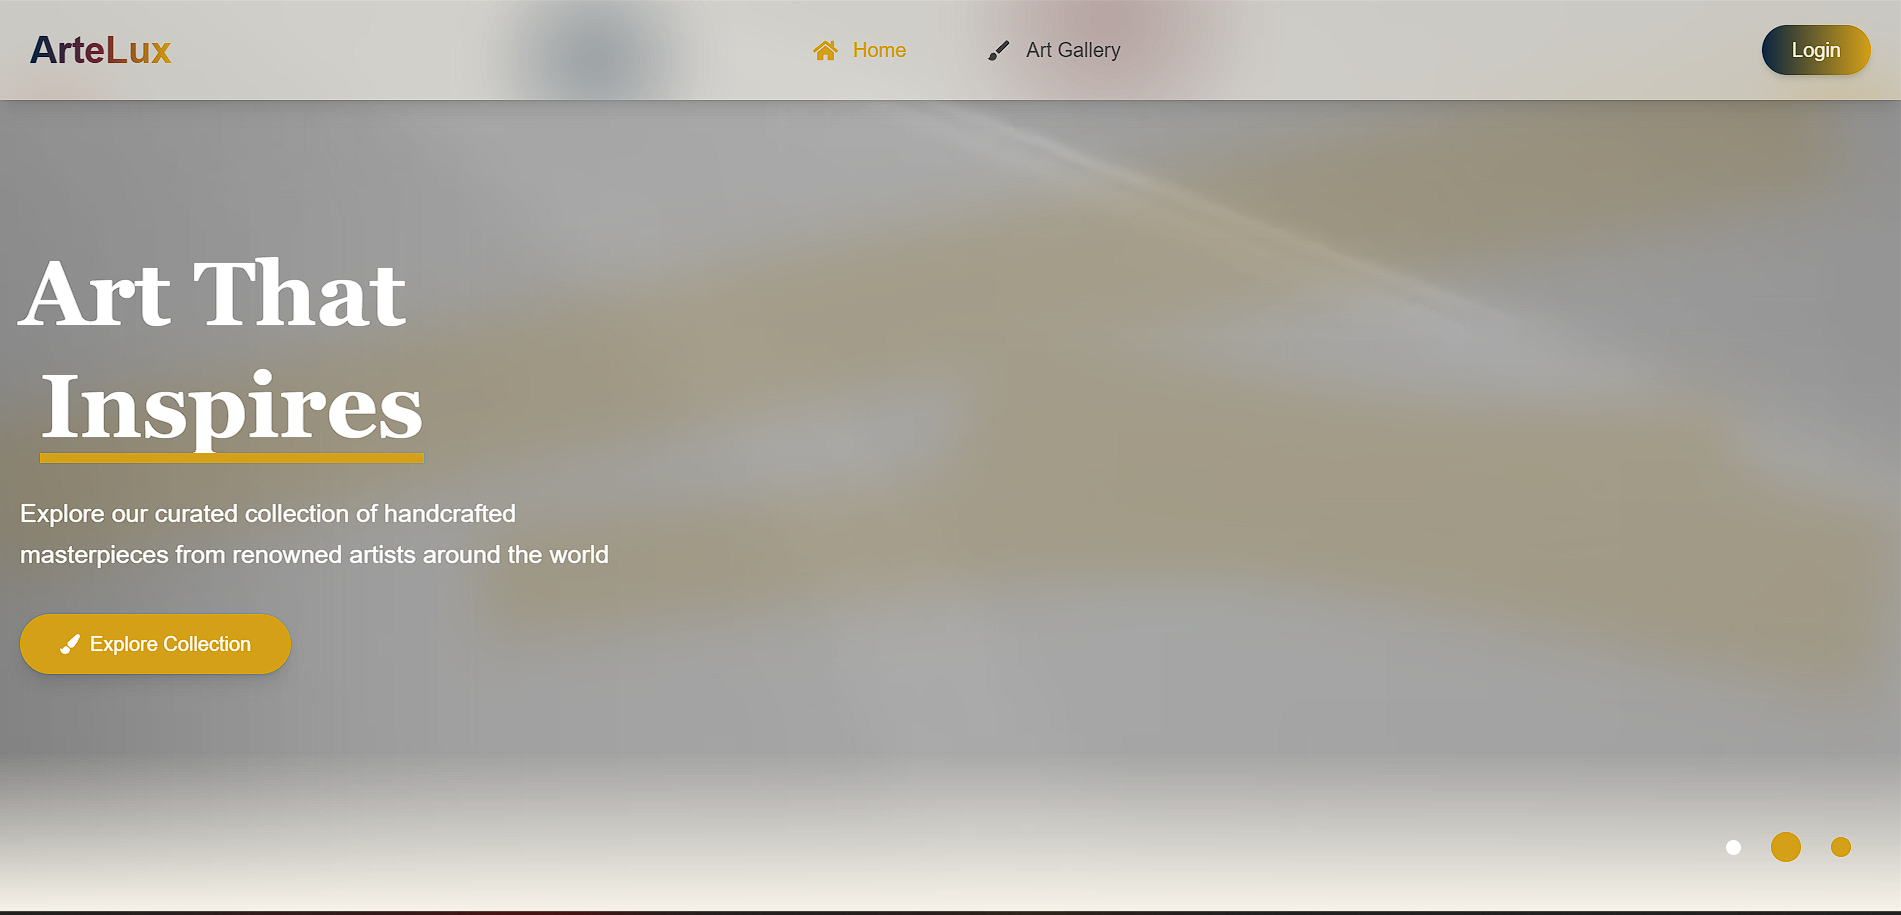 ArteLux
Home
Art Gallery
Login
Art That
Inspires
Explore our curated collection of handcrafted
masterpieces from renowned artists around the world
Explore Collection